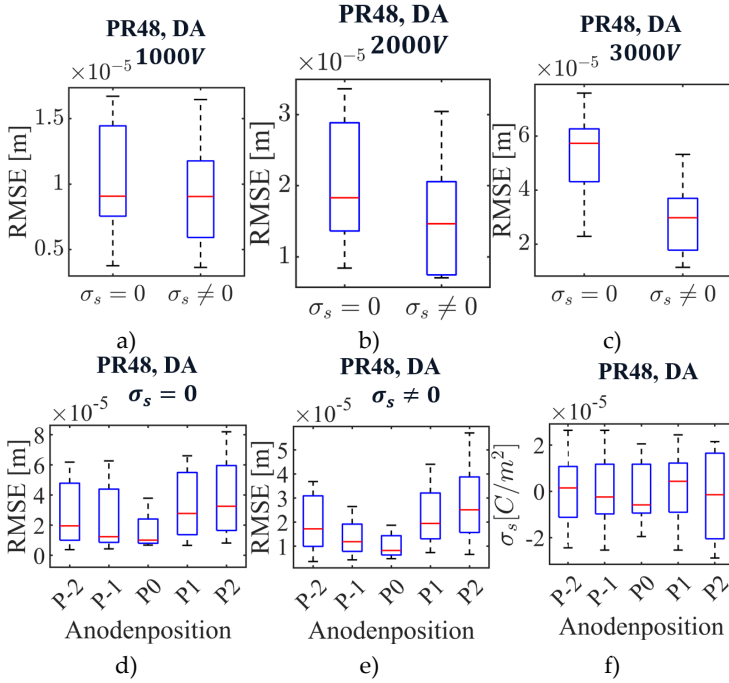 PR48, DA
1000V
×10⁻⁵
RMSE [m]
1.5
1
0.5
σₛ = 0
σₛ ≠ 0
a)
PR48, DA
2000V
×10⁻⁵
RMSE [m]
3
2
1
σₛ = 0
σₛ ≠ 0
b)
PR48, DA
3000V
×10⁻⁵
RMSE [m]
6
4
2
σₛ = 0
σₛ ≠ 0
c)
PR48, DA
σₛ = 0
×10⁻⁵
RMSE [m]
8
6
4
2
0
P-2
P-1
P0
P1
P2
Anodenposition
d)
PR48, DA
σₛ ≠ 0
×10⁻⁵
RMSE [m]
5
4
3
2
1
P-2
P-1
P0
P1
P2
Anodenposition
e)
PR48, DA
×10⁻⁵
σₛ[C/m²]
2
0
-2
P-2
P-1
P0
P1
P2
Anodenposition
f)